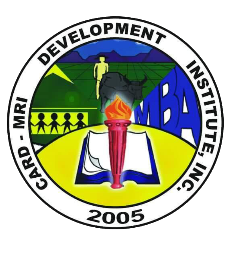 CARD - MRI DEVELOPMENT INSTITUTE, INC.
MBA
2005